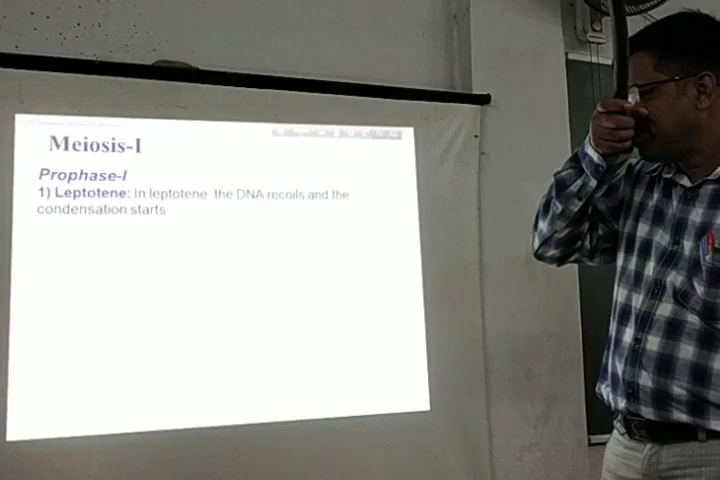 Meiosis-I
Prophase-I
1) Leptotene: In leptotene the DNA recoils and the
condensation starts